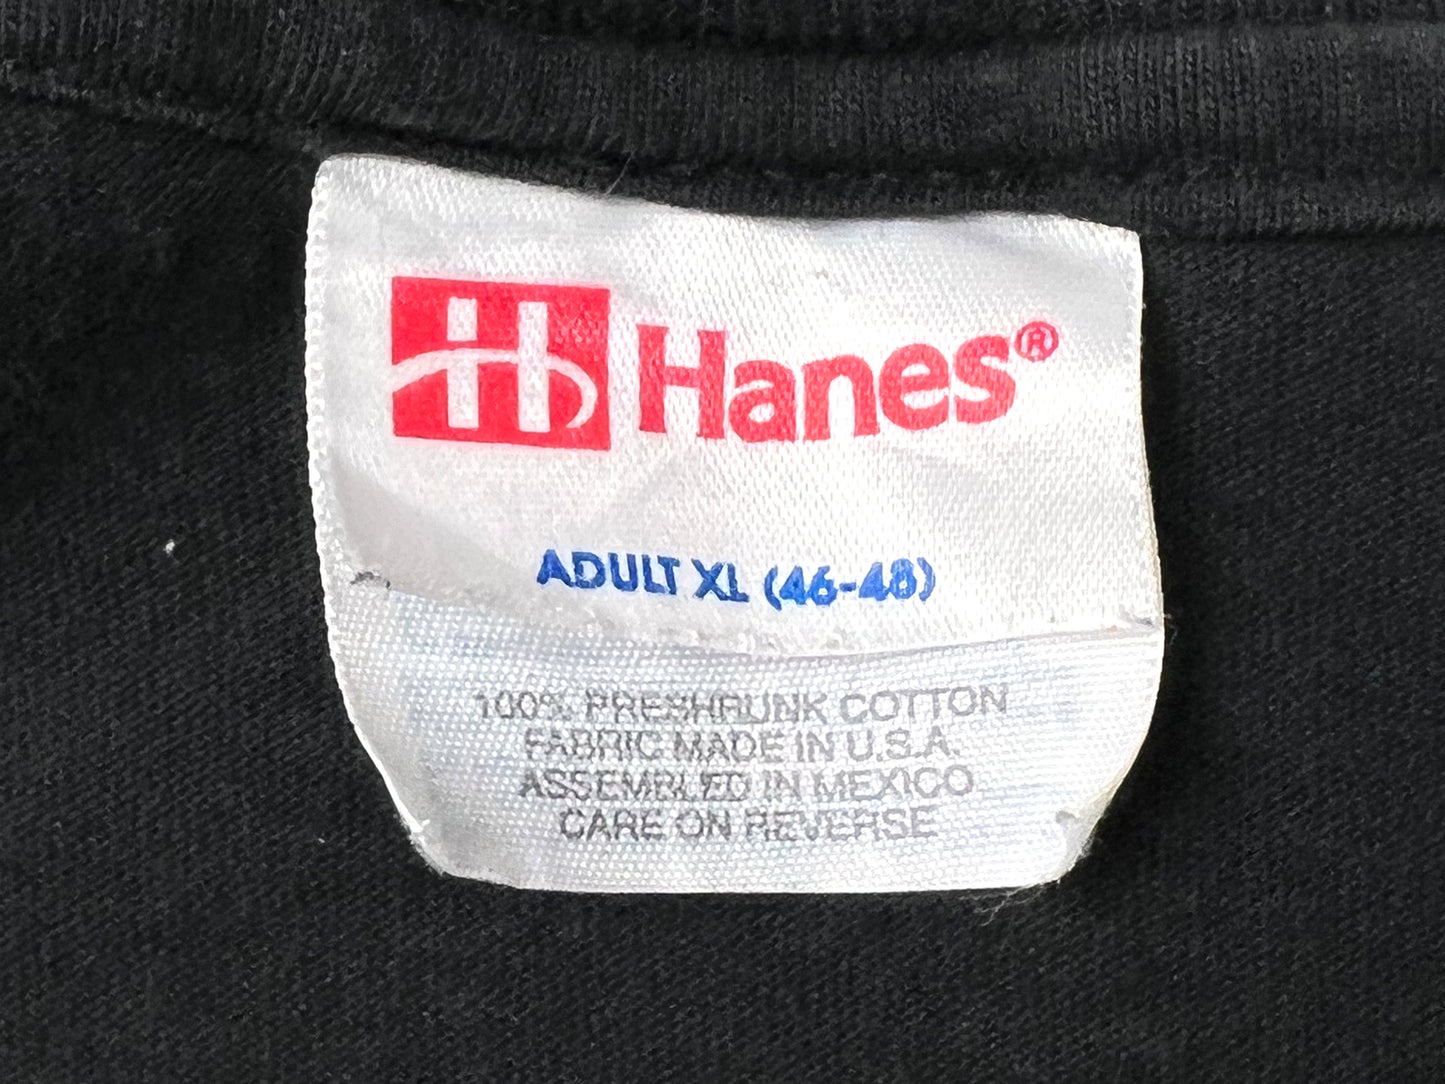 H Hanes®
ADULT XL (46-48)
100% PRESHRUNK COTTON
FABRIC MADE IN U.S.A.
ASSEMBLED IN MEXICO
CARE ON REVERSE